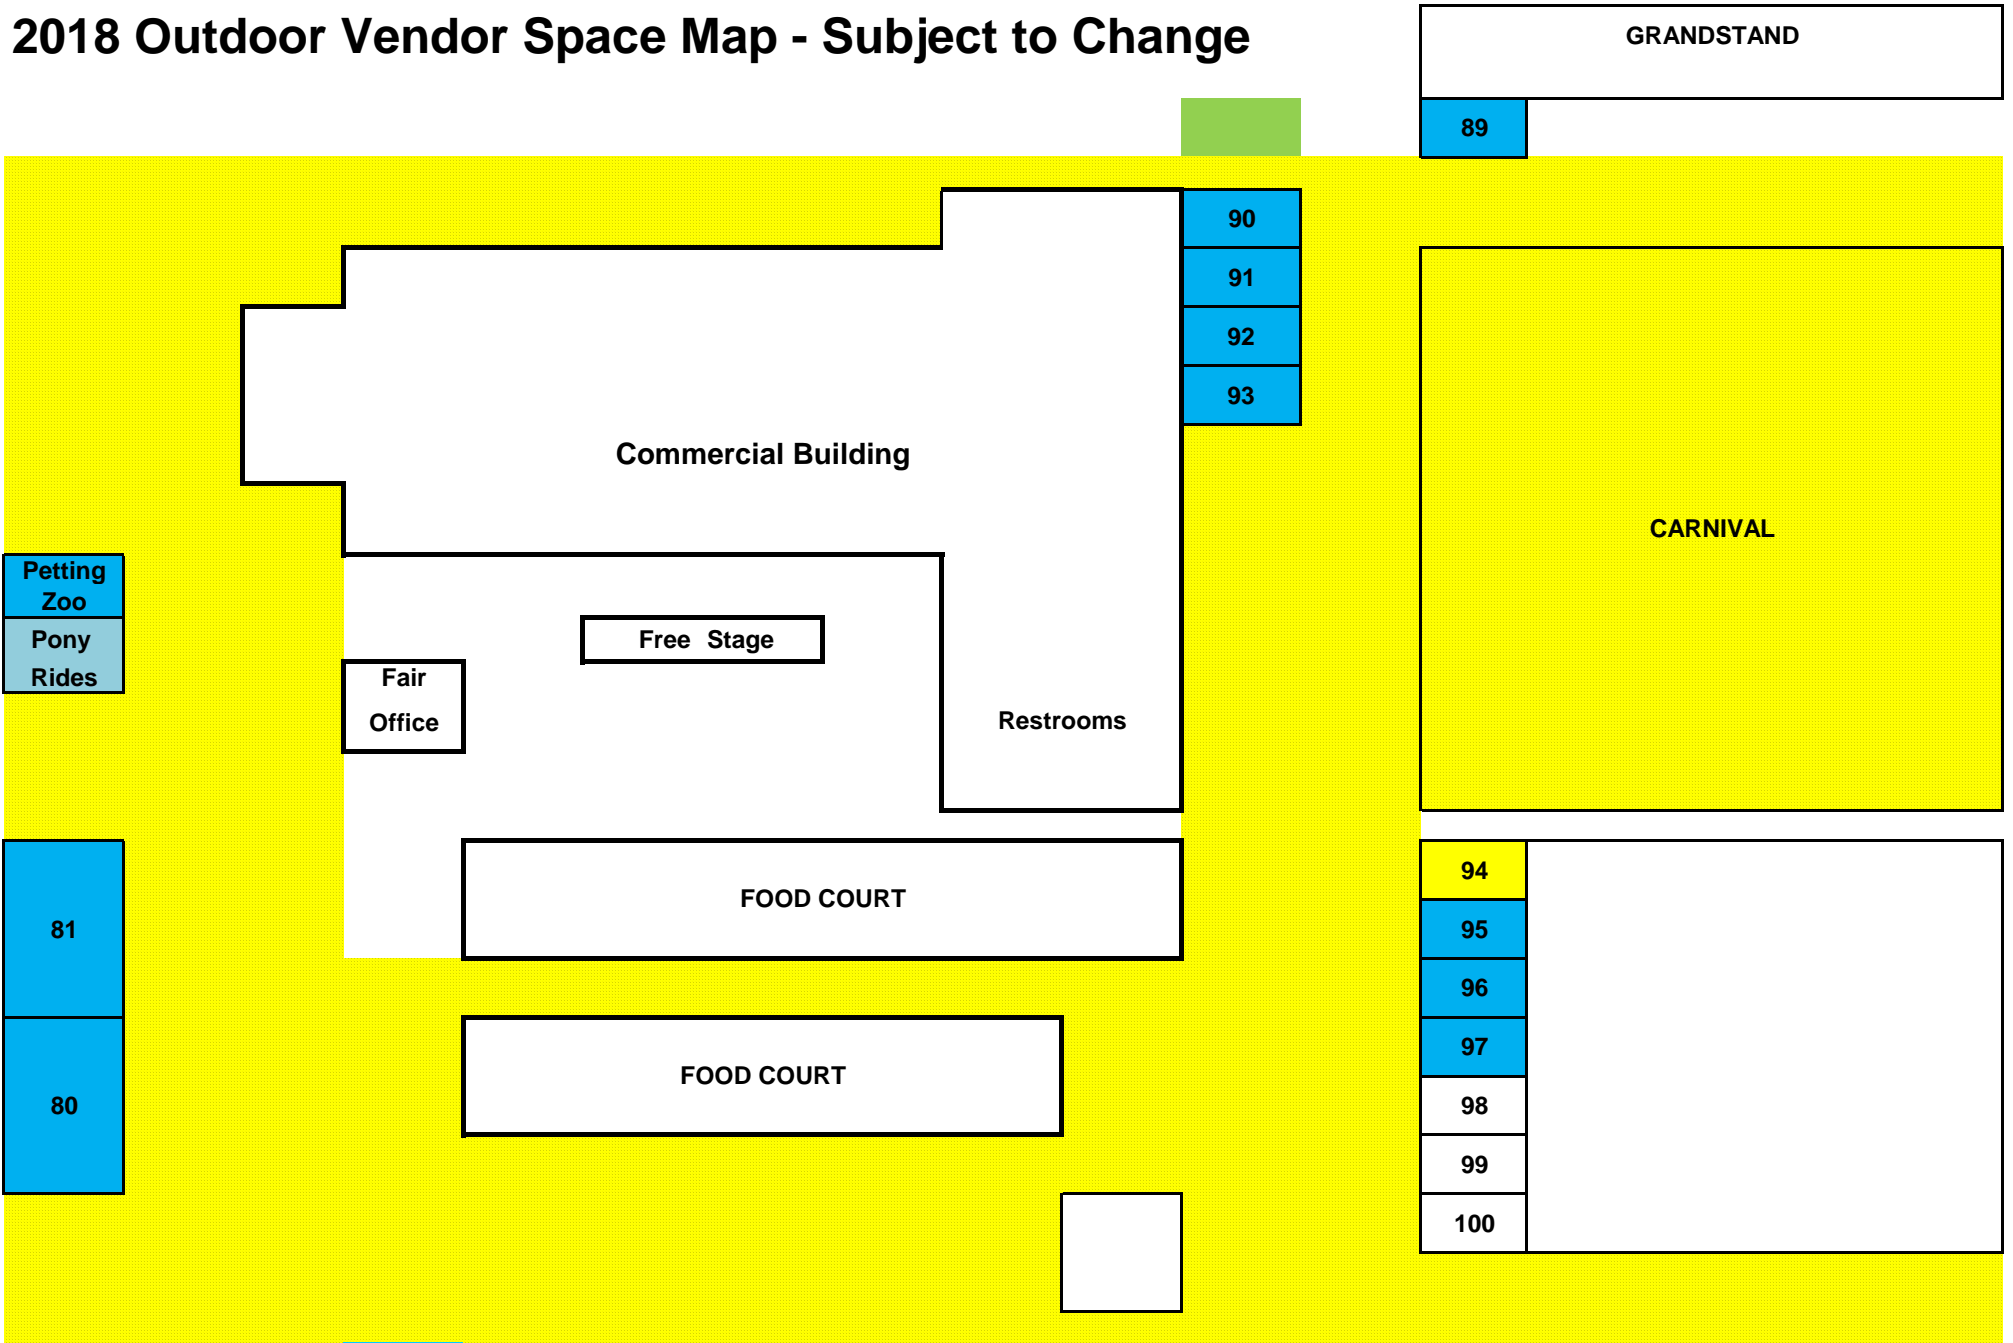 2018 Outdoor Vendor Space Map - Subject to Change
GRANDSTAND
89
90
91
92
93
Commercial Building
CARNIVAL
Petting
Zoo
Pony
Rides
Free Stage
Fair
Office
Restrooms
81
FOOD COURT
94
95
96
97
98
99
100
80
FOOD COURT